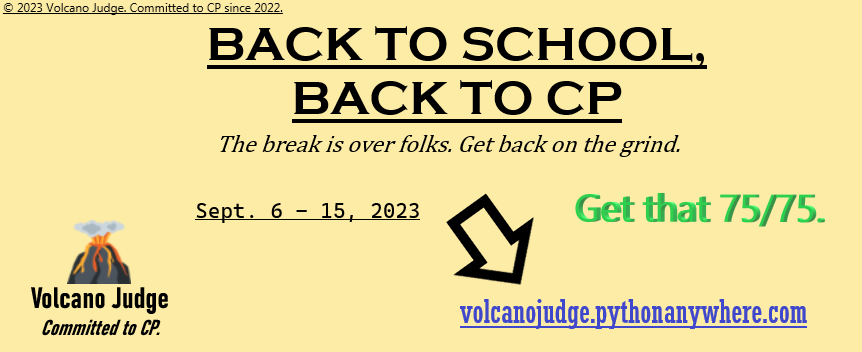 © 2023 Volcano Judge. Committed to CP since 2022.
BACK TO SCHOOL,
BACK TO CP
The break is over folks. Get back on the grind.
Sept. 6 – 15, 2023
Get that 75/75.
Volcano Judge
Committed to CP.
volcanojudge.pythonanywhere.com